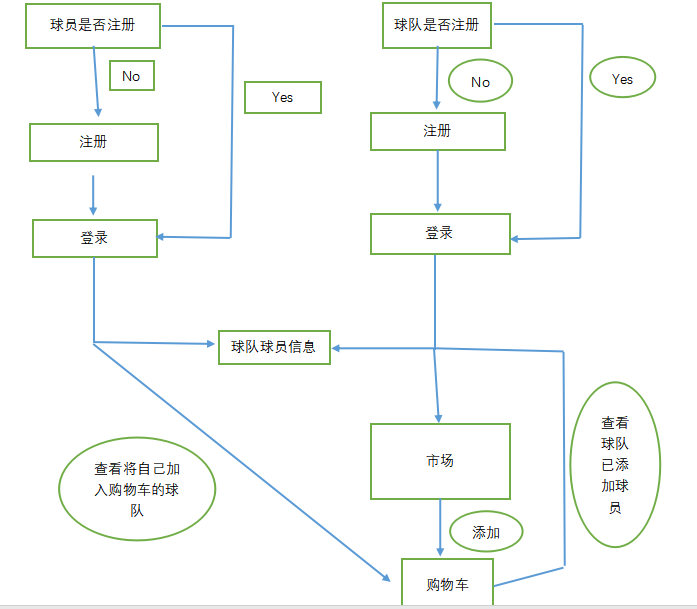 球员是否注册
球队是否注册
No
Yes
No
Yes
注册
注册
登录
登录
球队球员信息
查看将自己加
入购物车的球
队
市场
查看
球队
已添
加球
员
添加
购物车